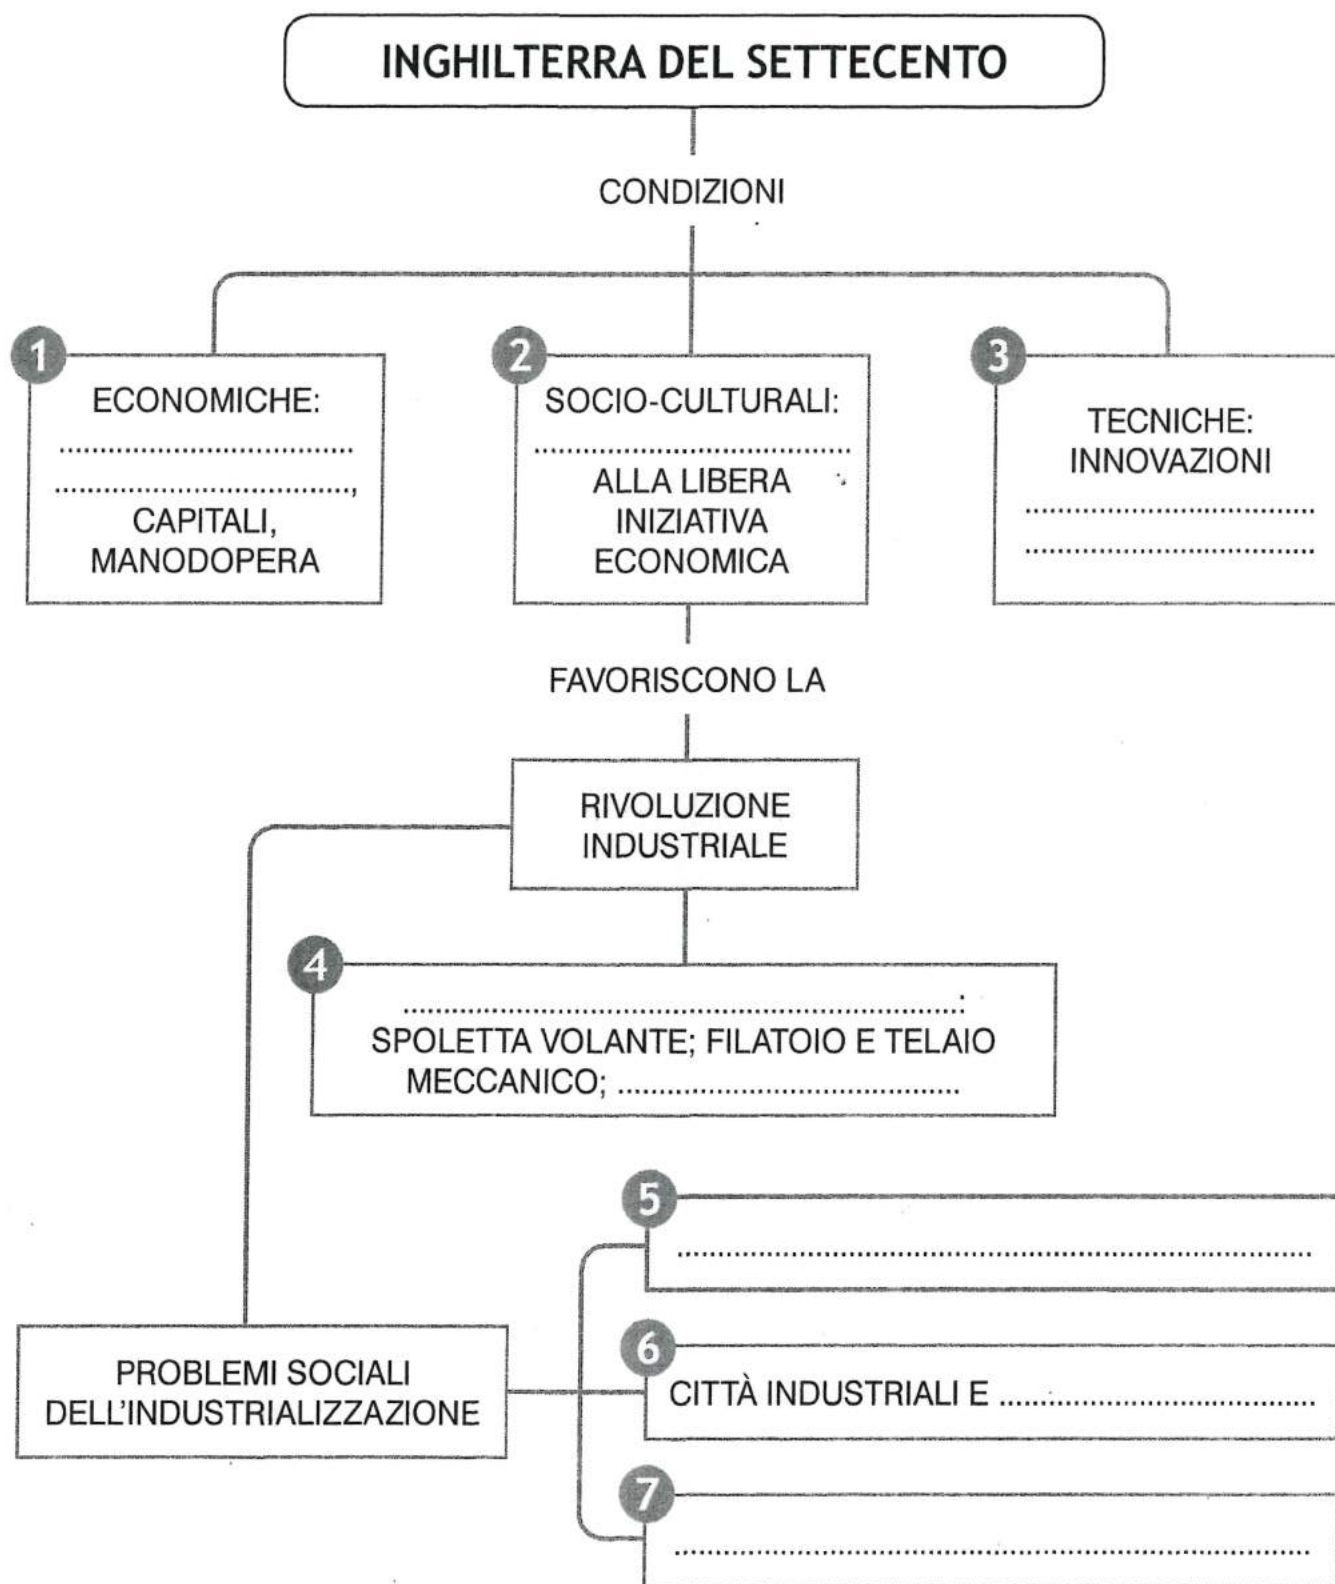 INGHILTERRA DEL SETTECENTO
CONDIZIONI
1
ECONOMICHE:
.......................................
.......................................,
CAPITALI,
MANODOPERA
2
SOCIO-CULTURALI:
.......................................
ALLA LIBERA
INIZIATIVA
ECONOMICA
3
TECNICHE:
INNOVAZIONI
.......................................
.......................................
FAVORISCONO LA
RIVOLUZIONE
INDUSTRIALE
4
.......................................:
SPOLETTA VOLANTE; FILATOIO E TELAIO
MECCANICO; .......................................
PROBLEMI SOCIALI
DELL'INDUSTRIALIZZAZIONE
5
.......................................
6
CITTÀ INDUSTRIALI E .......................................
7
.......................................